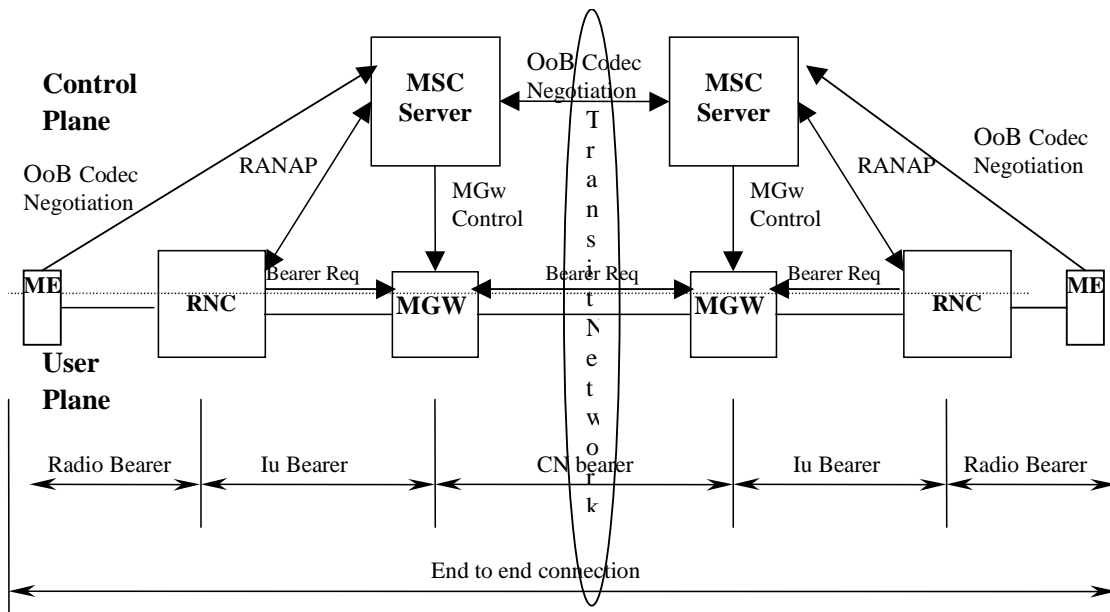 Control
Plane
MSC
Server
OoB Codec
Negotiation
MSC
Server
OoB Codec
Negotiation
RANAP
MGw
Control
MGw
Control
RANAP
OoB Codec
Negotiation
Transit Network
ME
RNC
Bearer Req
MGW
Bearer Req
MGW
Bearer Req
RNC
ME
User
Plane
Radio Bearer
Iu Bearer
CN bearer
Iu Bearer
Radio Bearer
End to end connection